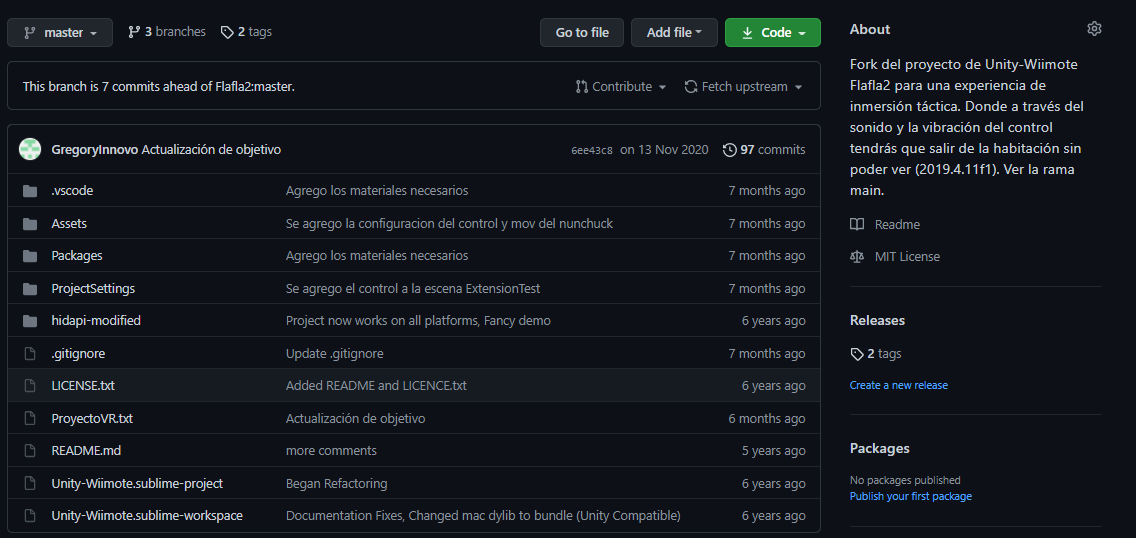 master
3 branches
2 tags
Go to file
Add file
Code
This branch is 7 commits ahead of Flafla2:master.
Contribute
Fetch upstream
GregoryInnovo Actualización de objetivo
6ee43c8 on 13 Nov 2020
97 commits
.vscode Agrego los materiales necesarios 7 months ago
Assets Se agrego la configuracion del control y mov del nunchuck 7 months ago
Packages Agrego los materiales necesarios 7 months ago
ProjectSettings Se agrego el control a la escena ExtensionTest 7 months ago
hidapi-modified Project now works on all platforms, Fancy demo 6 years ago
.gitignore Update .gitignore 7 months ago
LICENSE.txt Added README and LICENCE.txt 6 years ago
ProyectoVR.txt Actualización de objetivo 6 months ago
README.md more comments 5 years ago
Unity-Wiimote.sublime-project Began Refactoring 6 years ago
Unity-Wiimote.sublime-workspace Documentation Fixes, Changed mac dylib to bundle (Unity Compatible) 6 years ago
About
Fork del proyecto de Unity-Wiimote
Flafla2 para una experiencia de
inmersión táctica. Donde a través del
sonido y la vibración del control
tendrás que salir de la habitación sin
poder ver (2019.4.11f1). Ver la rama
main.
Readme
MIT License
Releases
2 tags
Create a new release
Packages
No packages published
Publish your first package